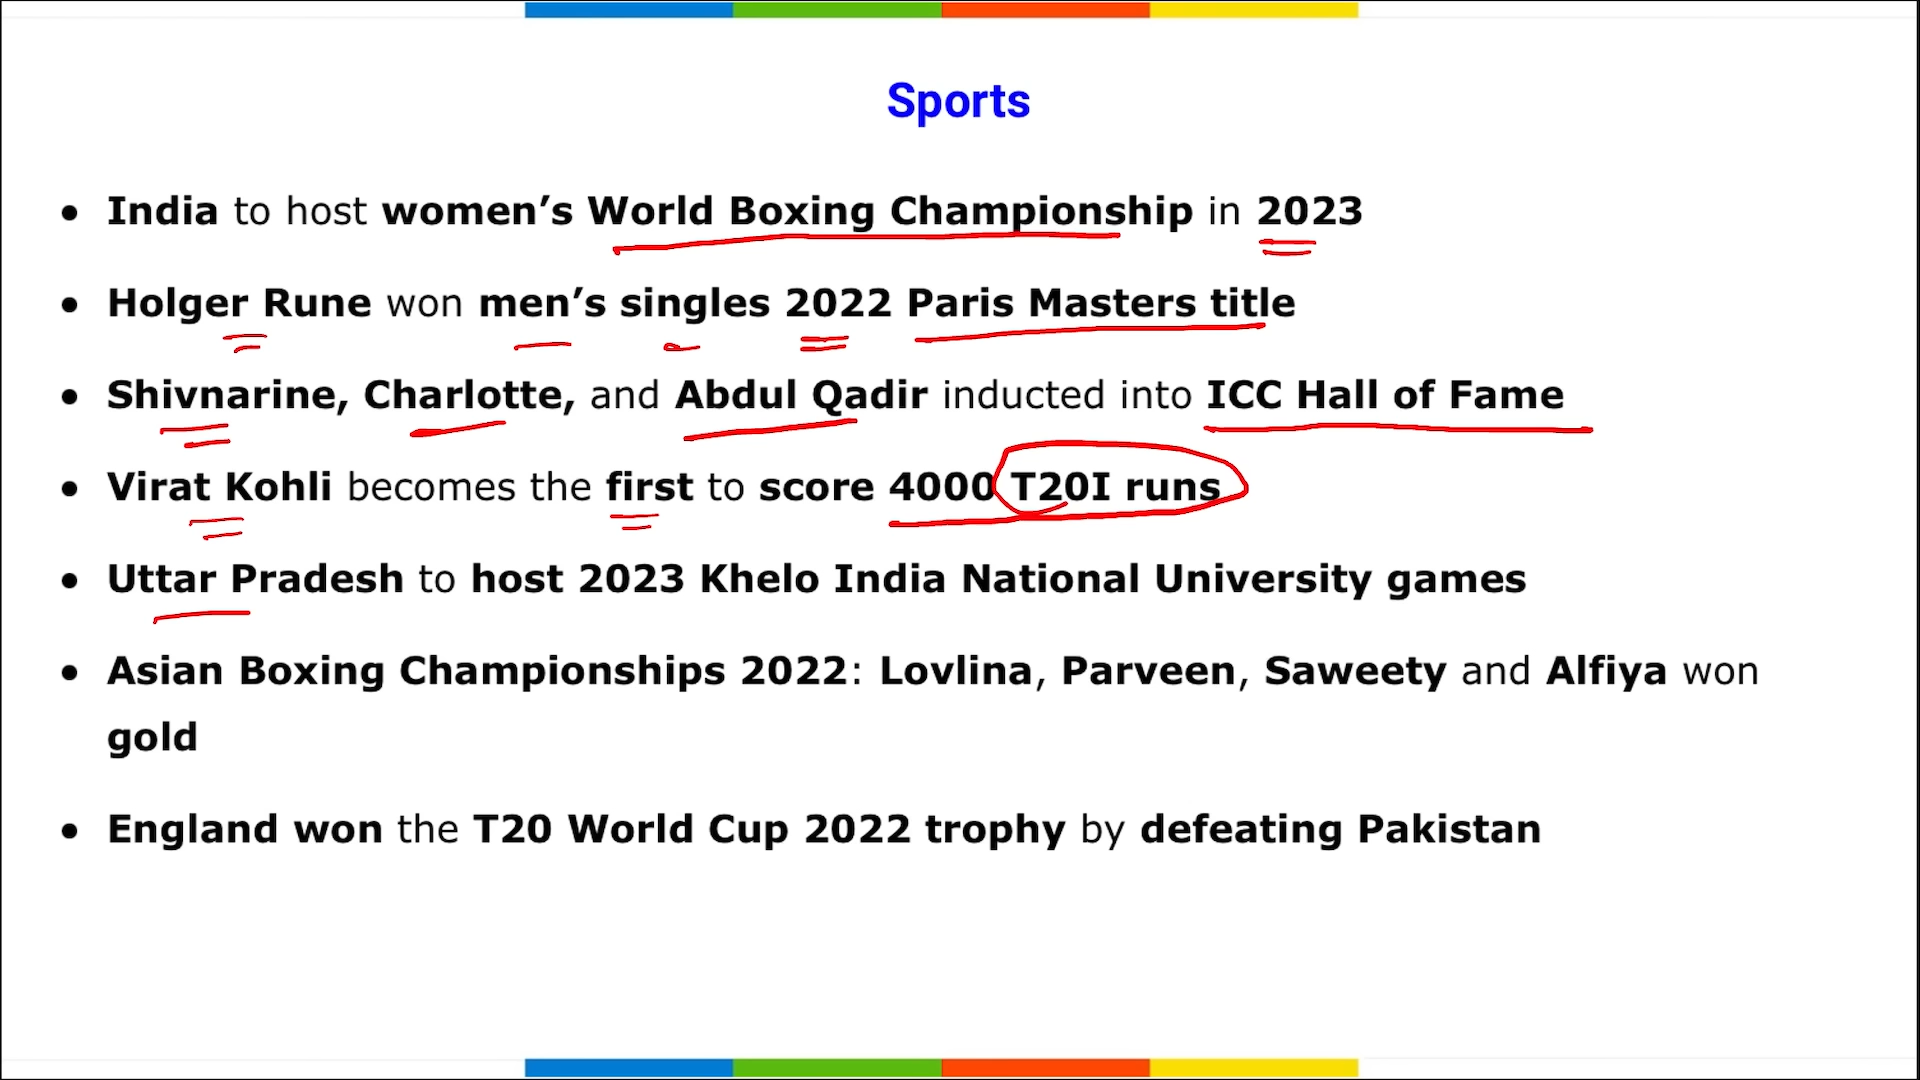 Sports
• India to host women’s World Boxing Championship in 2023
• Holger Rune won men’s singles 2022 Paris Masters title
• Shivnarine, Charlotte, and Abdul Qadir inducted into ICC Hall of Fame
• Virat Kohli becomes the first to score 4000 T20I runs
• Uttar Pradesh to host 2023 Khelo India National University games
• Asian Boxing Championships 2022: Lovlina, Parveen, Saweety and Alfiya won
gold
• England won the T20 World Cup 2022 trophy by defeating Pakistan